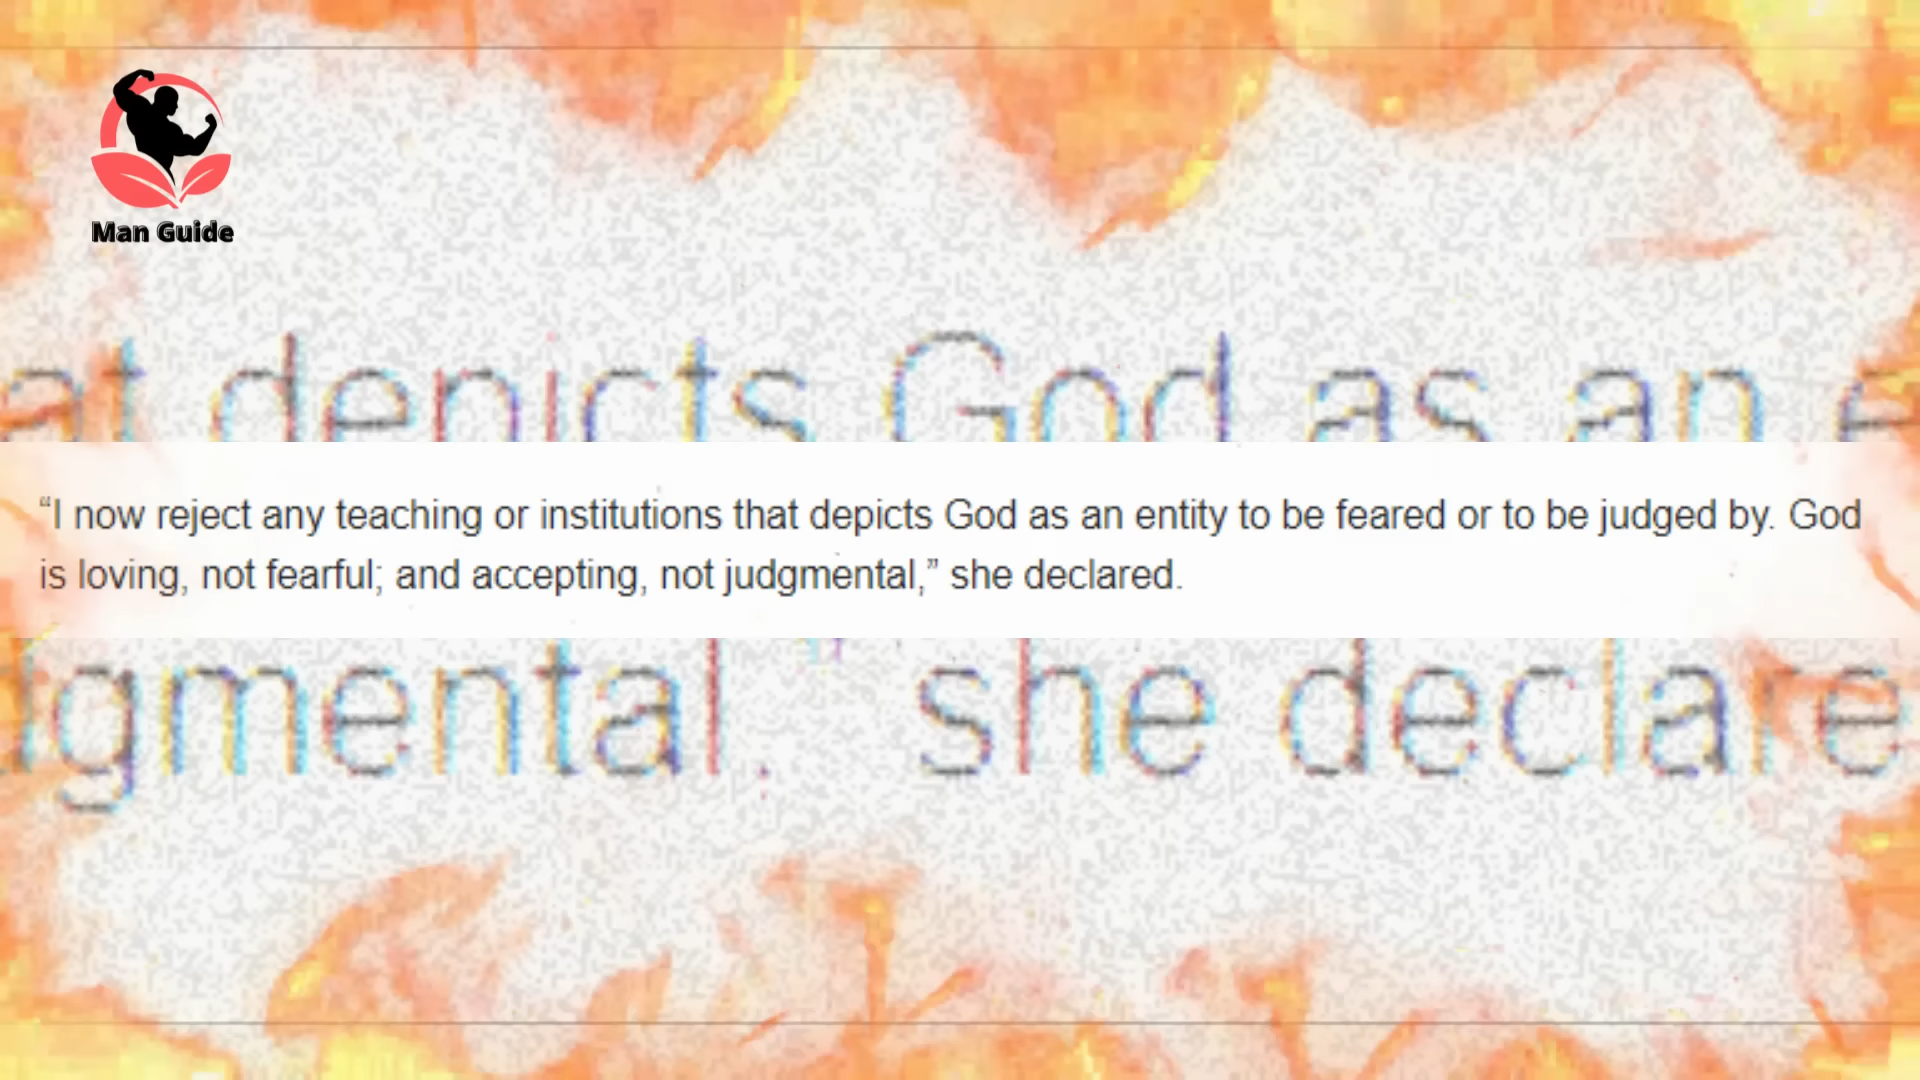 Man Guide
at depicts God as an e
“I now reject any teaching or institutions that depicts God as an entity to be feared or to be judged by. God
is loving, not fearful; and accepting, not judgmental,” she declared.
dgmental," she declare